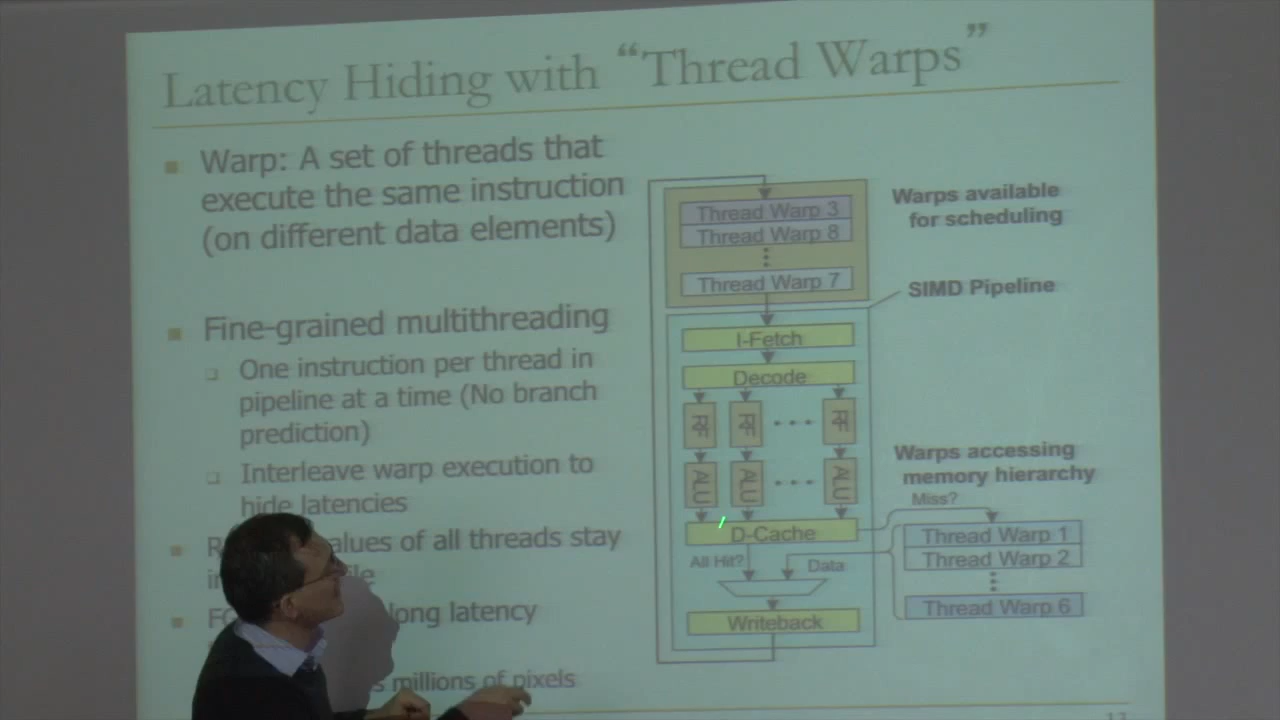 Latency Hiding with “Thread Warps”
Warp: A set of threads that
execute the same instruction
(on different data elements)
Fine-grained multithreading
One instruction per thread in
pipeline at a time (No branch
prediction)
Interleave warp execution to
hide latencies
values of all threads stay
long latency
millions of pixels
Thread Warp 3
Thread Warp 8
Thread Warp 7
Warps available
for scheduling
SIMD Pipeline
I-Fetch
Decode
RF RF RF
ALU ALU ALU
D-Cache
All Hit?
Data
Writeback
Warps accessing
memory hierarchy
Miss?
Thread Warp 1
Thread Warp 2
Thread Warp 6